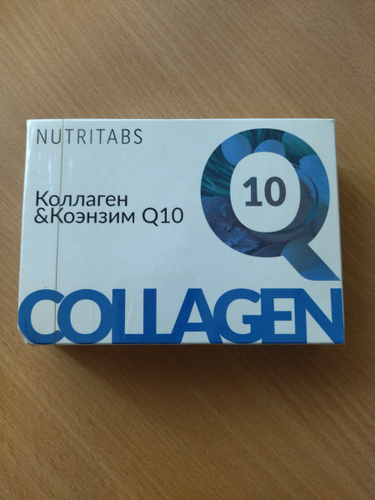 NUTRITABS
Коллаген
&Коэнзим Q10
Q
10
COLLAGEN